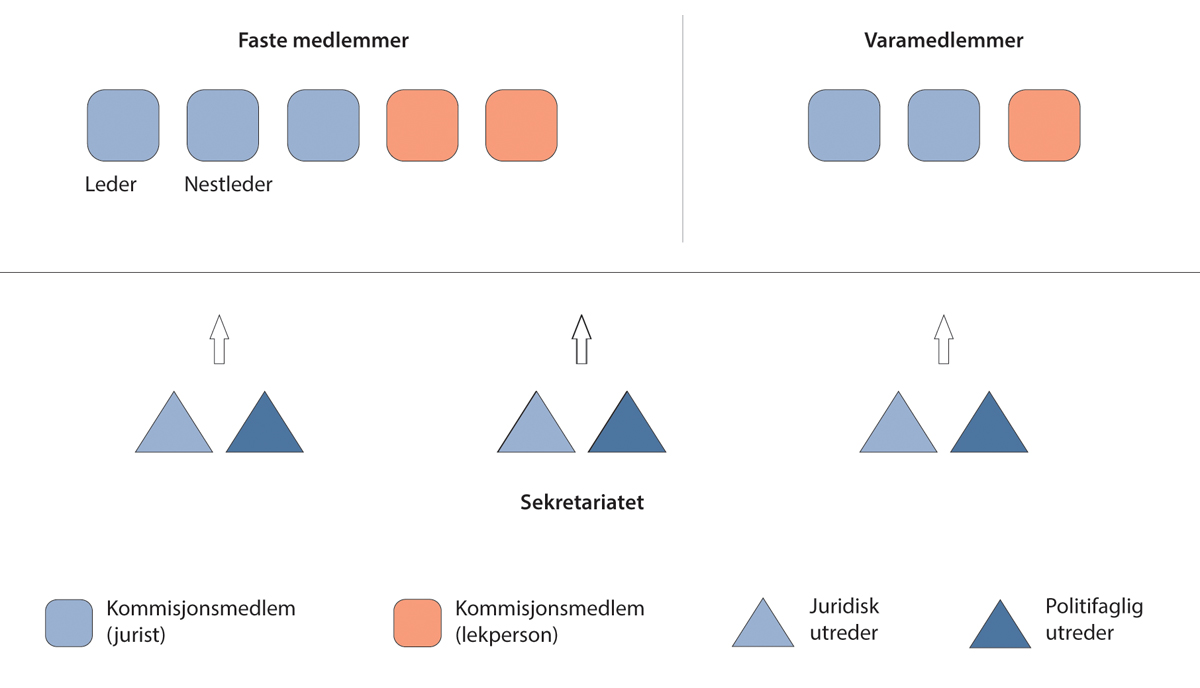 Faste medlemmer
Varamedlemmer
Leder
Nestleder
Sekretariatet
Kommisjonsmedlem
(jurist)
Kommisjonsmedlem
(lekperson)
Juridisk
utreder
Politifaglig
utreder